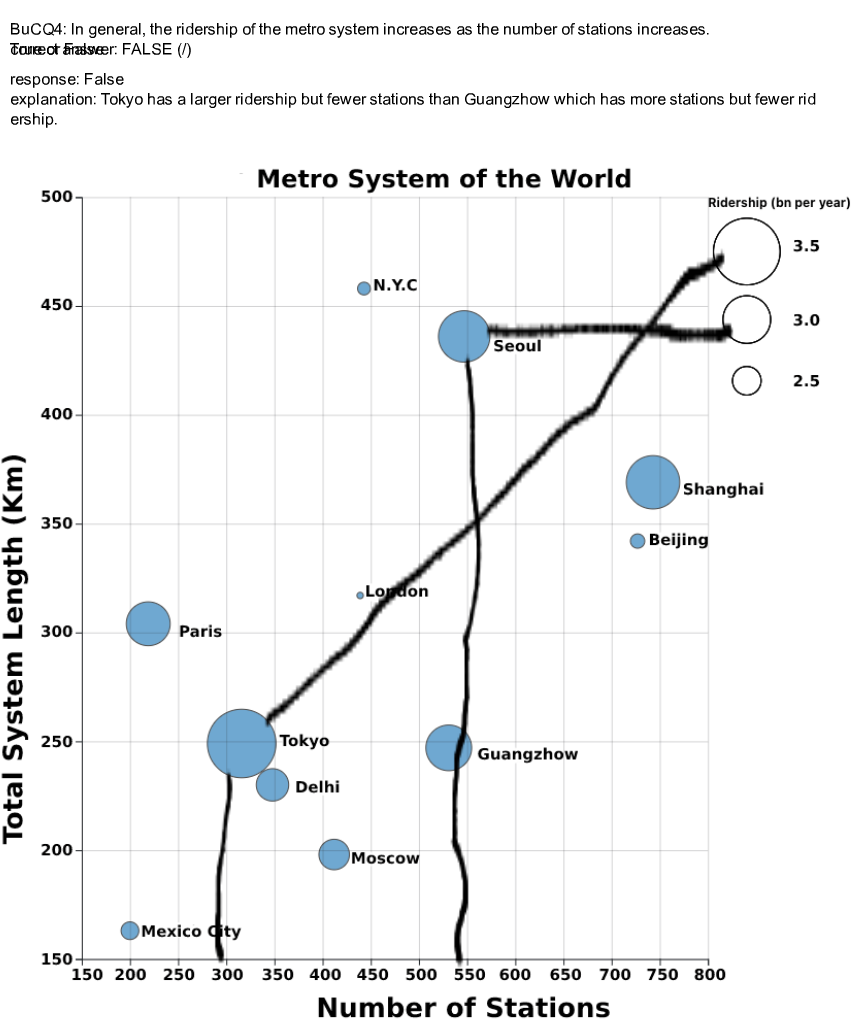 BuCQ4: In general, the ridership of the metro system increases as the number of stations increases.
True or False
correct answer: FALSE (/)
response: False
explanation: Tokyo has a larger ridership but fewer stations than Guangzhow which has more stations but fewer rid
ership.
Metro System of the World
Ridership (bn per year)
3.5
3.0
2.5
500
450
400
350
300
250
200
150
Total System Length (Km)
N.Y.C
Seoul
Shanghai
Beijing
London
Paris
Tokyo
Guangzhow
Delhi
Moscow
Mexico City
150 200 250 300 350 400 450 500 550 600 650 700 750 800
Number of Stations